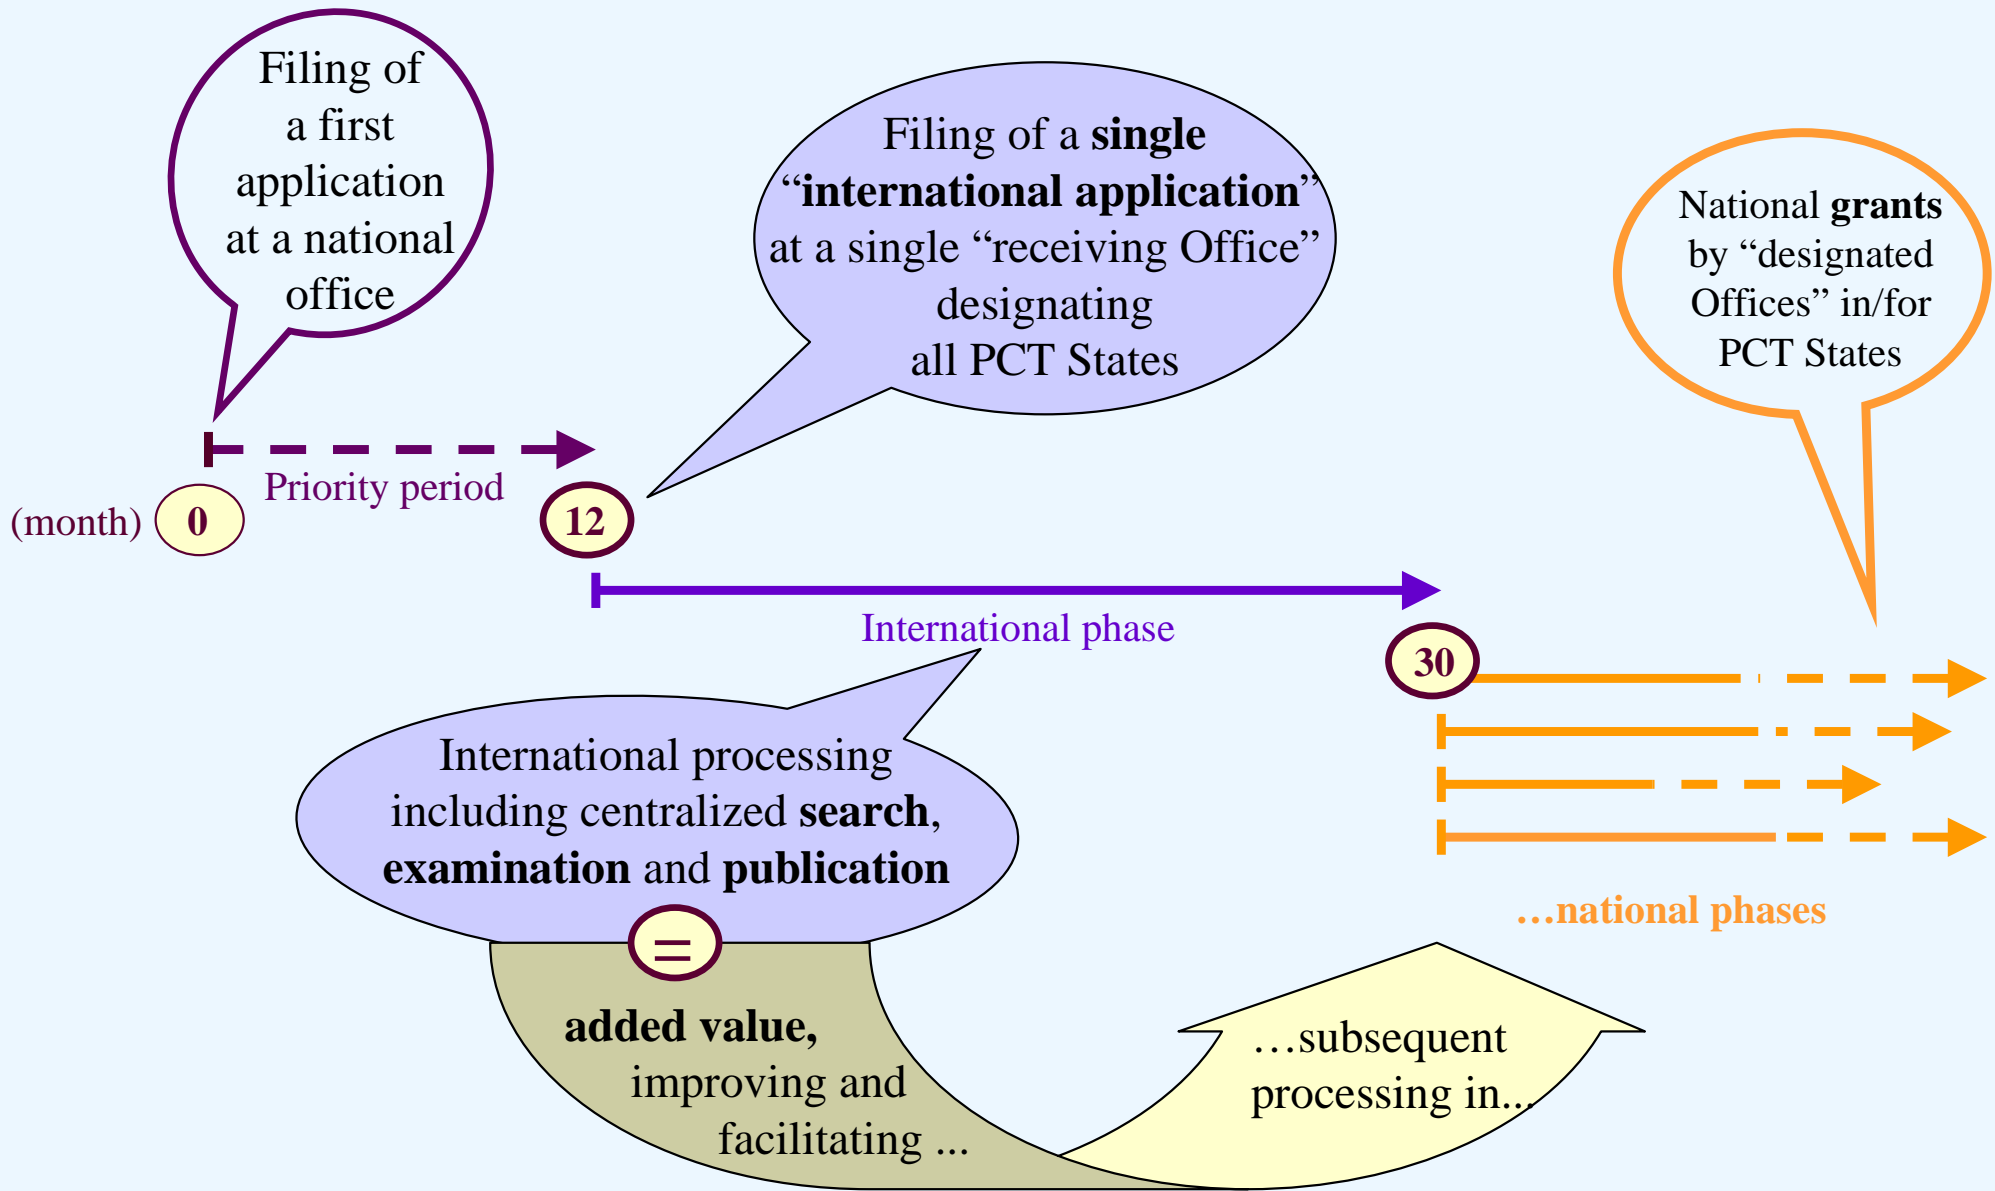 Filing of
a first
application
at a national
office
Filing of a single
“international application”
at a single “receiving Office”
designating
all PCT States
National grants
by “designated
Offices” in/for
PCT States
Priority period
(month)
0
12
International phase
30
International processing
including centralized search,
examination and publication
=
…national phases
added value,
improving and
facilitating ...
…subsequent
processing in...